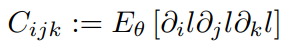 C_{ijk} := E_θ [∂_i l ∂_j l ∂_k l]